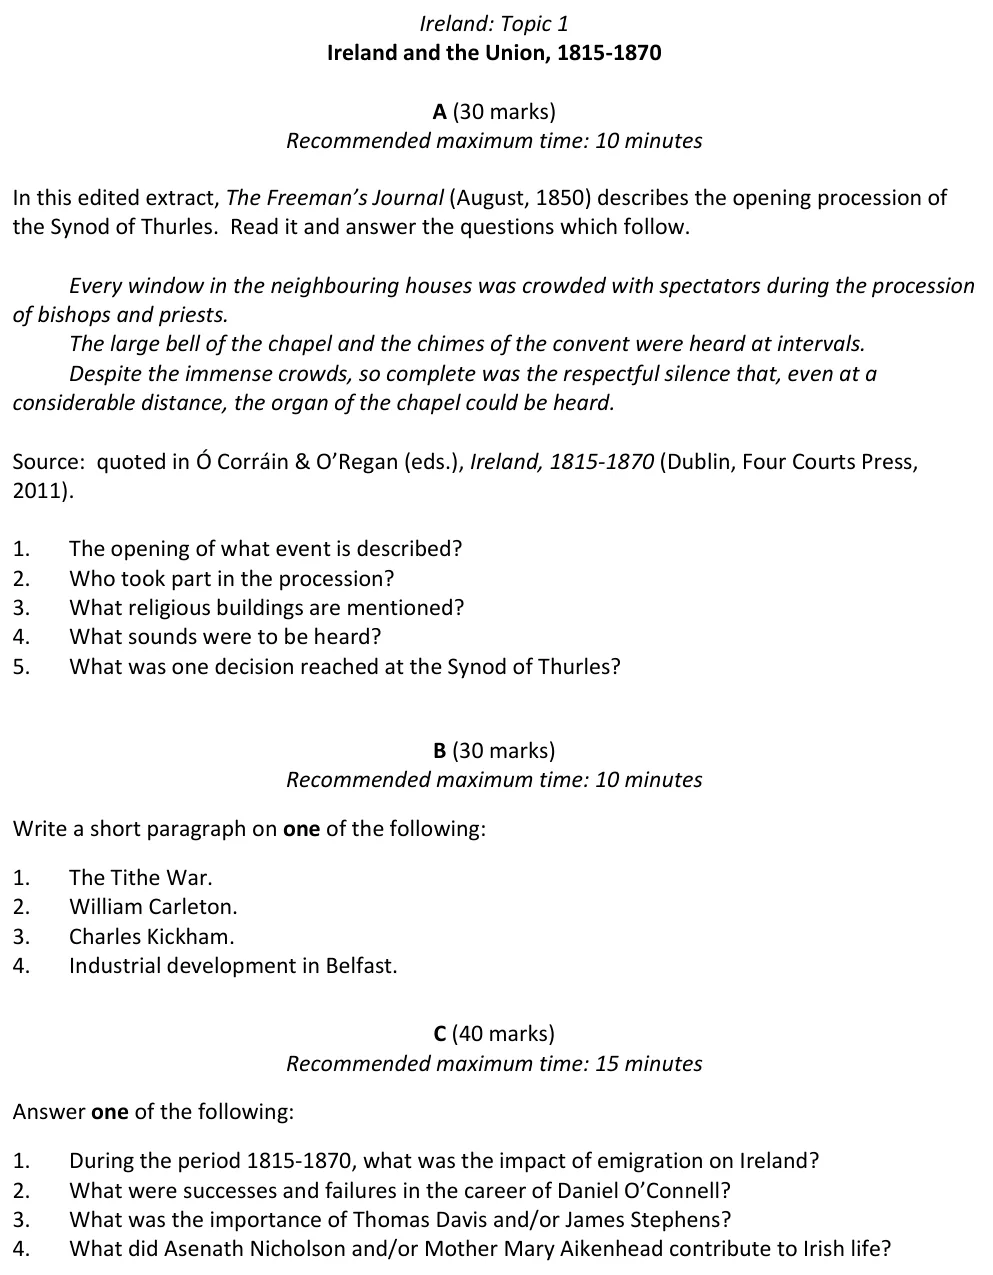 Ireland: Topic 1
Ireland and the Union, 1815-1870
A (30 marks)
Recommended maximum time: 10 minutes
In this edited extract, The Freeman’s Journal (August, 1850) describes the opening procession of
the Synod of Thurles.  Read it and answer the questions which follow.
Every window in the neighbouring houses was crowded with spectators during the procession
of bishops and priests.
The large bell of the chapel and the chimes of the convent were heard at intervals.
Despite the immense crowds, so complete was the respectful silence that, even at a
considerable distance, the organ of the chapel could be heard.
Source:  quoted in Ó Corráin & O’Regan (eds.), Ireland, 1815-1870 (Dublin, Four Courts Press,
2011).
1. The opening of what event is described?
2. Who took part in the procession?
3. What religious buildings are mentioned?
4. What sounds were to be heard?
5. What was one decision reached at the Synod of Thurles?
B (30 marks)
Recommended maximum time: 10 minutes
Write a short paragraph on one of the following:
1. The Tithe War.
2. William Carleton.
3. Charles Kickham.
4. Industrial development in Belfast.
C (40 marks)
Recommended maximum time: 15 minutes
Answer one of the following:
1. During the period 1815-1870, what was the impact of emigration on Ireland?
2. What were successes and failures in the career of Daniel O’Connell?
3. What was the importance of Thomas Davis and/or James Stephens?
4. What did Asenath Nicholson and/or Mother Mary Aikenhead contribute to Irish life?